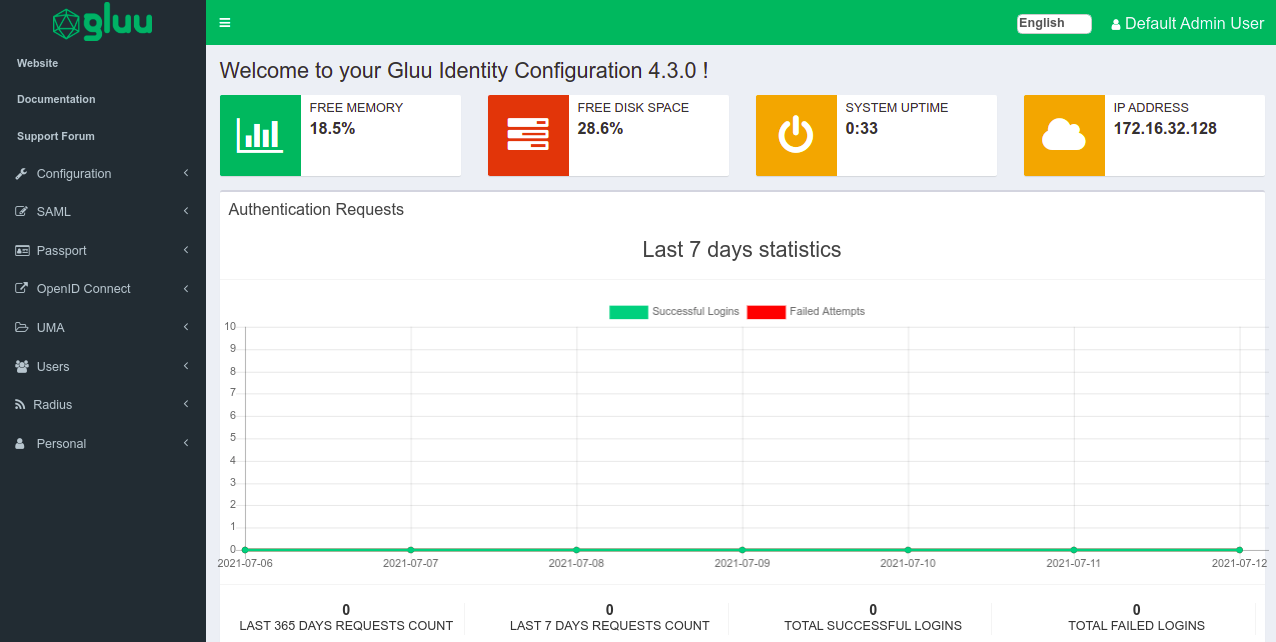 gluu
English
Default Admin User
Website
Documentation
Support Forum
Configuration
SAML
Passport
OpenID Connect
UMA
Users
Radius
Personal
Welcome to your Gluu Identity Configuration 4.3.0 !
FREE MEMORY
18.5%
FREE DISK SPACE
28.6%
SYSTEM UPTIME
0:33
IP ADDRESS
172.16.32.128
Authentication Requests
Last 7 days statistics
Successful Logins
Failed Attempts
10
9
8
7
6
5
4
3
2
1
0
2021-07-06 2021-07-07 2021-07-08 2021-07-09 2021-07-10 2021-07-11 2021-07-12
0
LAST 365 DAYS REQUESTS COUNT
0
LAST 7 DAYS REQUESTS COUNT
0
TOTAL SUCCESSFUL LOGINS
0
TOTAL FAILED LOGINS